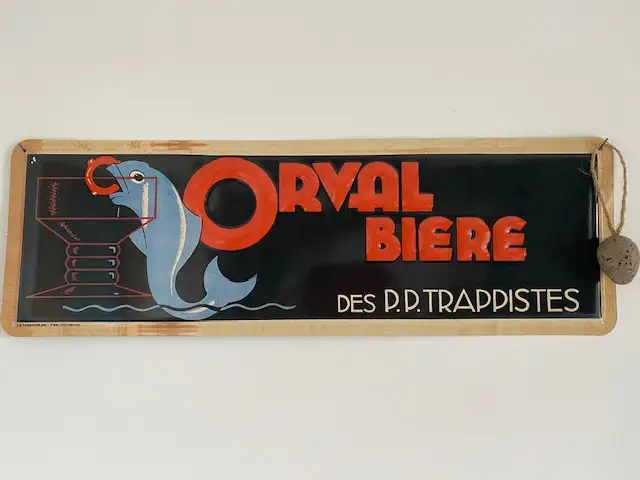 ORVAL
BIERE
DES P.P. TRAPPISTES